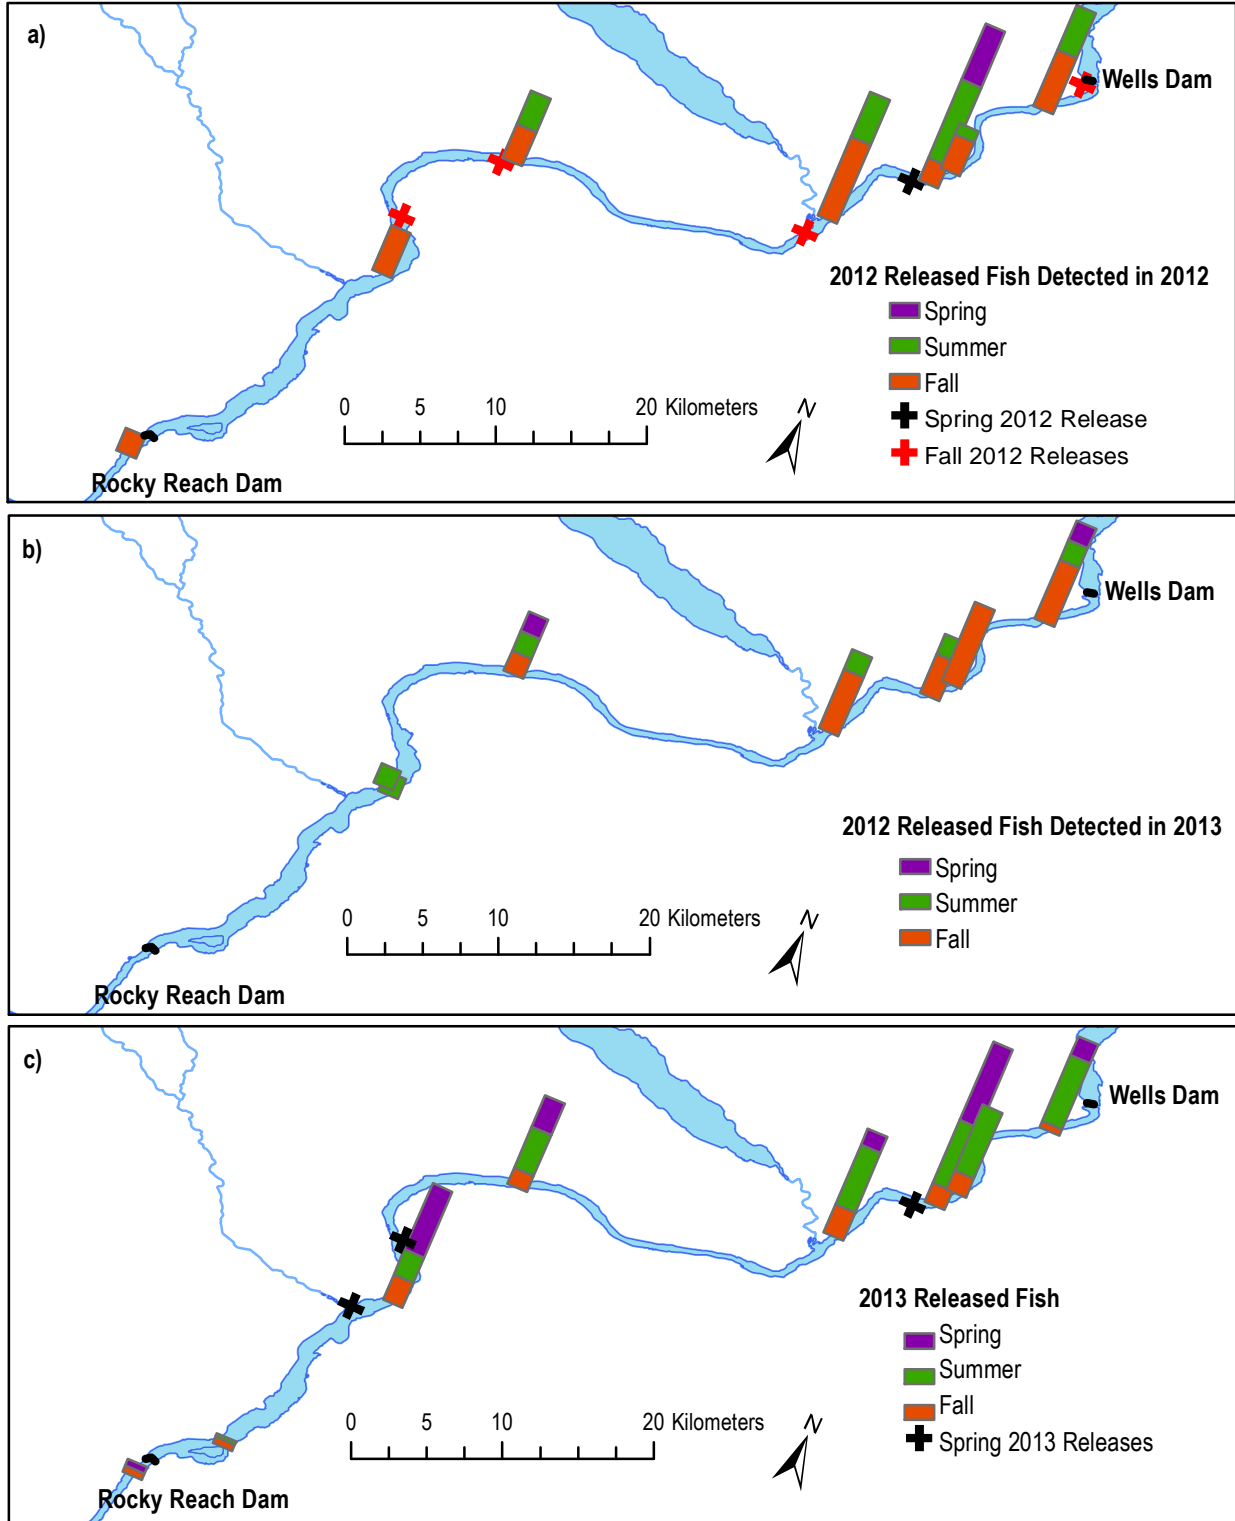 a)
Wells Dam
2012 Released Fish Detected in 2012
Spring
Summer
Fall
Spring 2012 Release
Fall 2012 Releases
0 5 10 20 Kilometers
N
Rocky Reach Dam
b)
Wells Dam
2012 Released Fish Detected in 2013
Spring
Summer
Fall
0 5 10 20 Kilometers
N
Rocky Reach Dam
c)
Wells Dam
2013 Released Fish
Spring
Summer
Fall
Spring 2013 Releases
0 5 10 20 Kilometers
N
Rocky Reach Dam